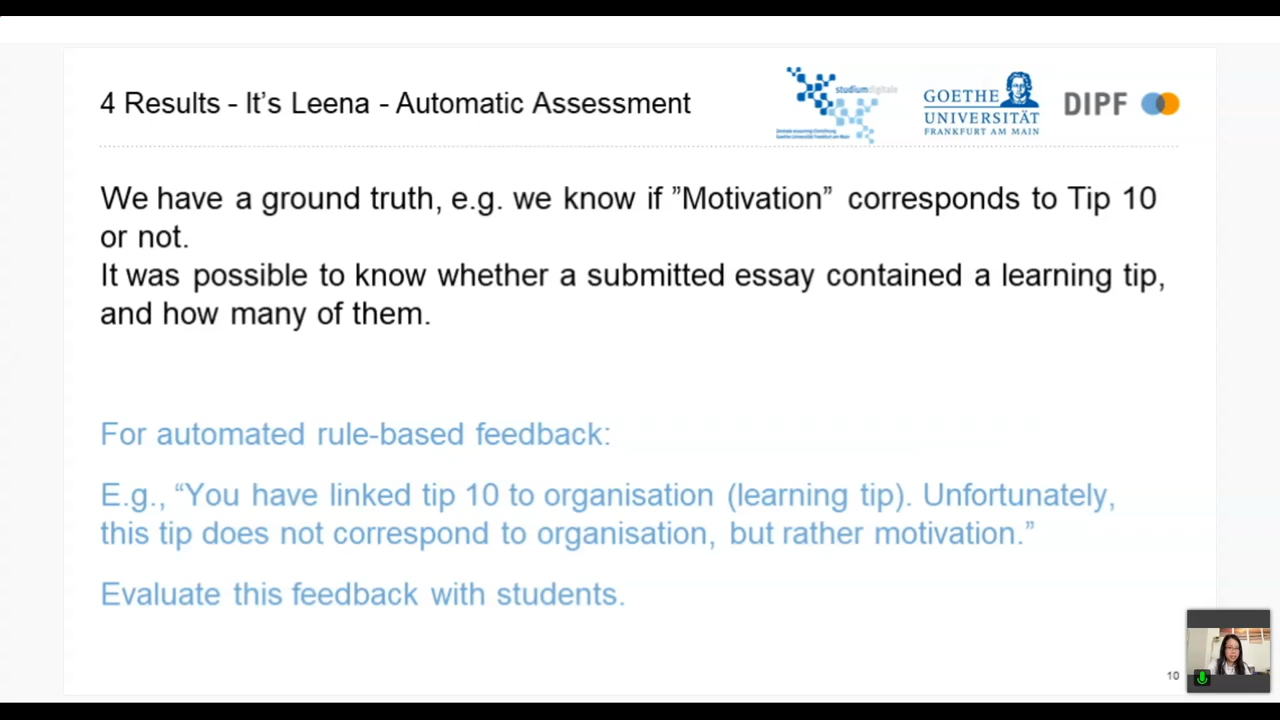 4 Results - It's Leena - Automatic Assessment
studiumdigitale
GOETHE
UNIVERSITÄT
FRANKFURT AM MAIN
DIPF
We have a ground truth, e.g. we know if ”Motivation” corresponds to Tip 10
or not.
It was possible to know whether a submitted essay contained a learning tip,
and how many of them.
For automated rule-based feedback:
E.g., “You have linked tip 10 to organisation (learning tip). Unfortunately,
this tip does not correspond to organisation, but rather motivation.”
Evaluate this feedback with students.
10